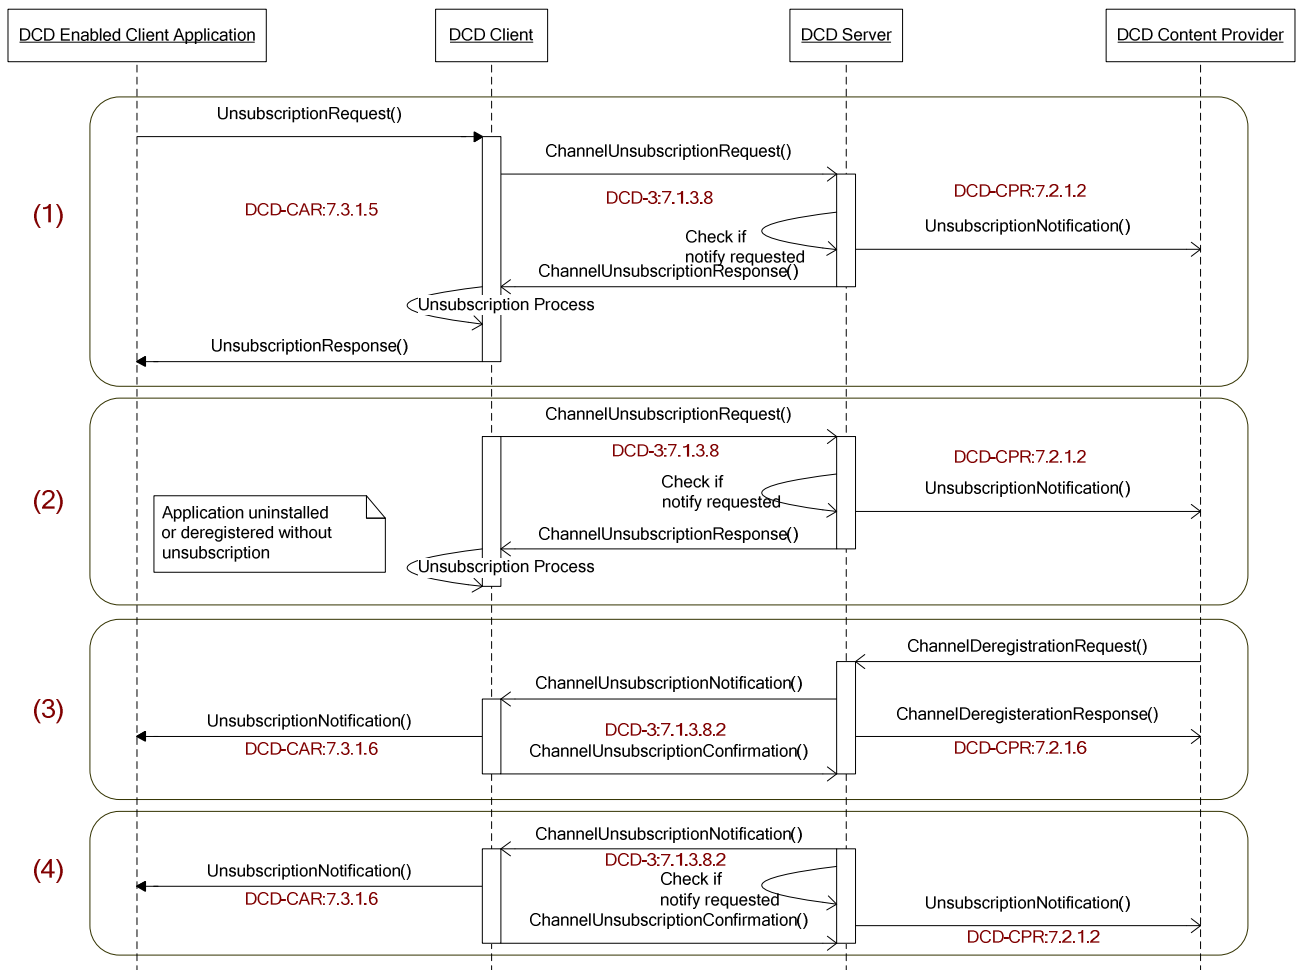 DCD Enabled Client Application
DCD Client
DCD Server
DCD Content Provider
(1)
UnsubscriptionRequest()
ChannelUnsubscriptionRequest()
DCD-CAR:7.3.1.5
DCD-3:7.1.3.8
DCD-CPR:7.2.1.2
UnsubscriptionNotification()
Check if
notify requested
ChannelUnsubscriptionResponse()
Unsubscription Process
UnsubscriptionResponse()
(2)
ChannelUnsubscriptionRequest()
DCD-3:7.1.3.8
DCD-CPR:7.2.1.2
Check if
notify requested
UnsubscriptionNotification()
Application uninstalled
or deregistered without
unsubscription
ChannelUnsubscriptionResponse()
Unsubscription Process
(3)
ChannelDeregistrationRequest()
ChannelUnsubscriptionNotification()
UnsubscriptionNotification()
DCD-CAR:7.3.1.6
DCD-3:7.1.3.8.2
ChannelUnsubscriptionConfirmation()
ChannelDeregisterationResponse()
DCD-CPR:7.2.1.6
(4)
ChannelUnsubscriptionNotification()
DCD-3:7.1.3.8.2
UnsubscriptionNotification()
DCD-CAR:7.3.1.6
Check if
notify requested
ChannelUnsubscriptionConfirmation()
UnsubscriptionNotification()
DCD-CPR:7.2.1.2